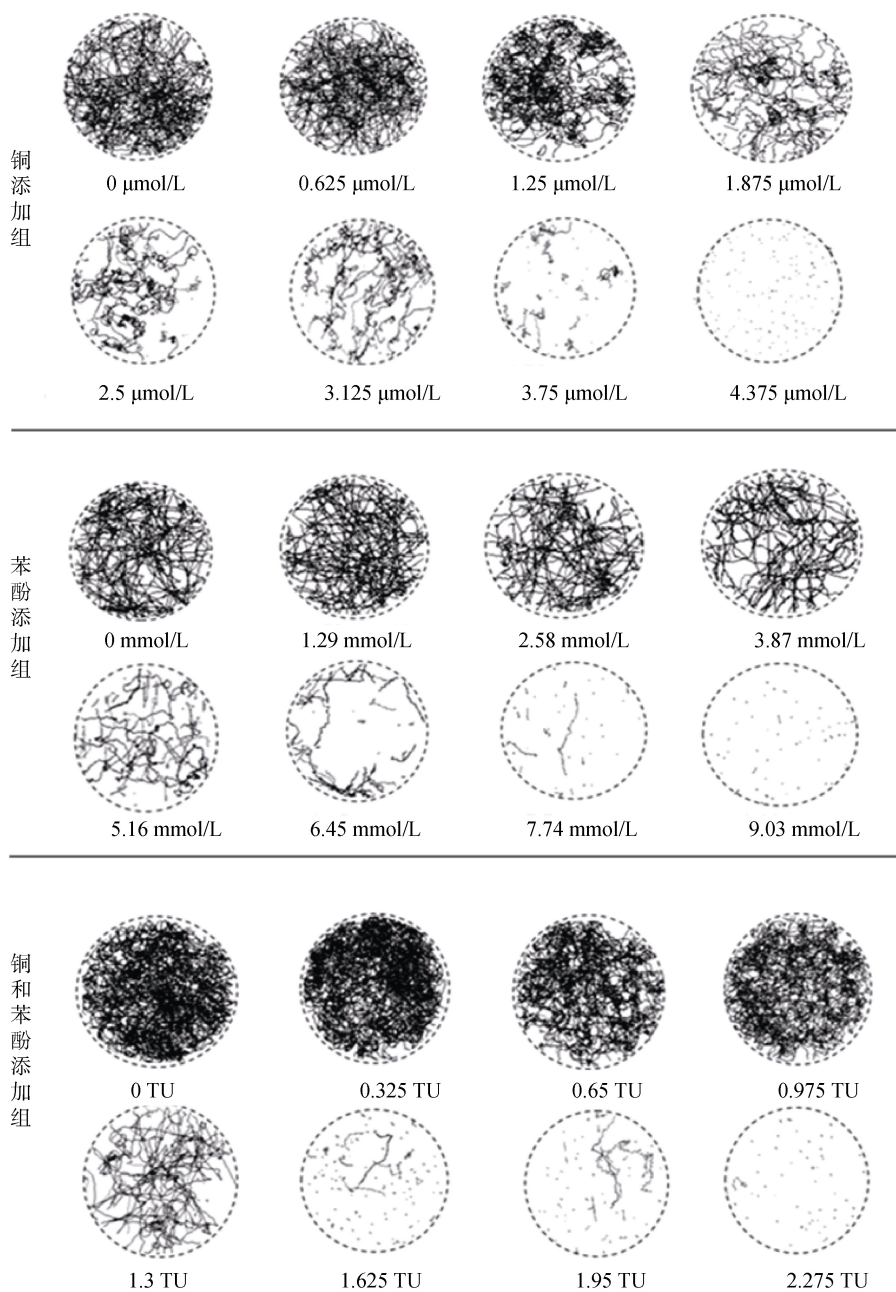 铜添加组
0 μmol/L
0.625 μmol/L
1.25 μmol/L
1.875 μmol/L
2.5 μmol/L
3.125 μmol/L
3.75 μmol/L
4.375 μmol/L
苯酚添加组
0 mmol/L
1.29 mmol/L
2.58 mmol/L
3.87 mmol/L
5.16 mmol/L
6.45 mmol/L
7.74 mmol/L
9.03 mmol/L
铜和苯酚添加组
0 TU
0.325 TU
0.65 TU
0.975 TU
1.3 TU
1.625 TU
1.95 TU
2.275 TU